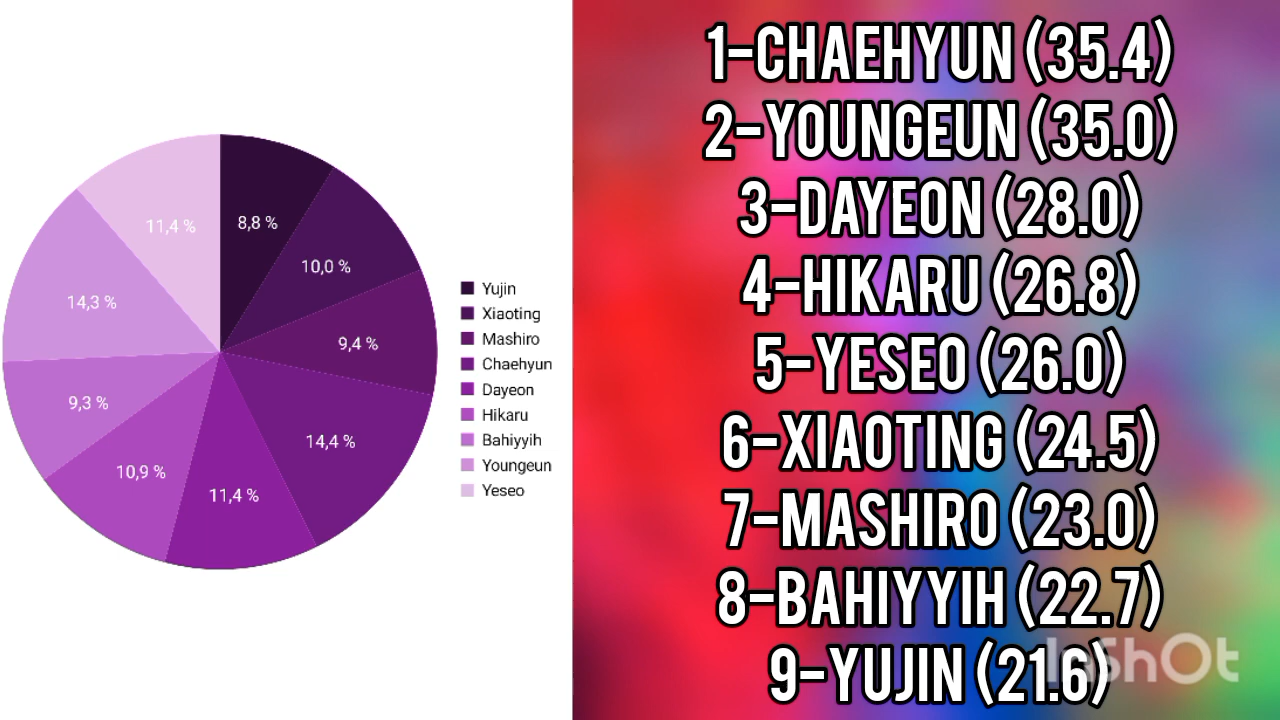 8,8 %
10,0 %
9,4 %
14,4 %
11,4 %
10,9 %
9,3 %
14,3 %
11,4 %
Yujin
Xiaoting
Mashiro
Chaehyun
Dayeon
Hikaru
Bahiyyih
Youngeun
Yeseo
1-CHAEHYUN (35.4)
2-YOUNGEUN (35.0)
3-DAYEON (28.0)
4-HIKARU (26.8)
5-YESEO (26.0)
6-XIAOTING (24.5)
7-MASHIRO (23.0)
8-BAHIYYIH (22.7)
9-YUJIN (21.6)
InShOt